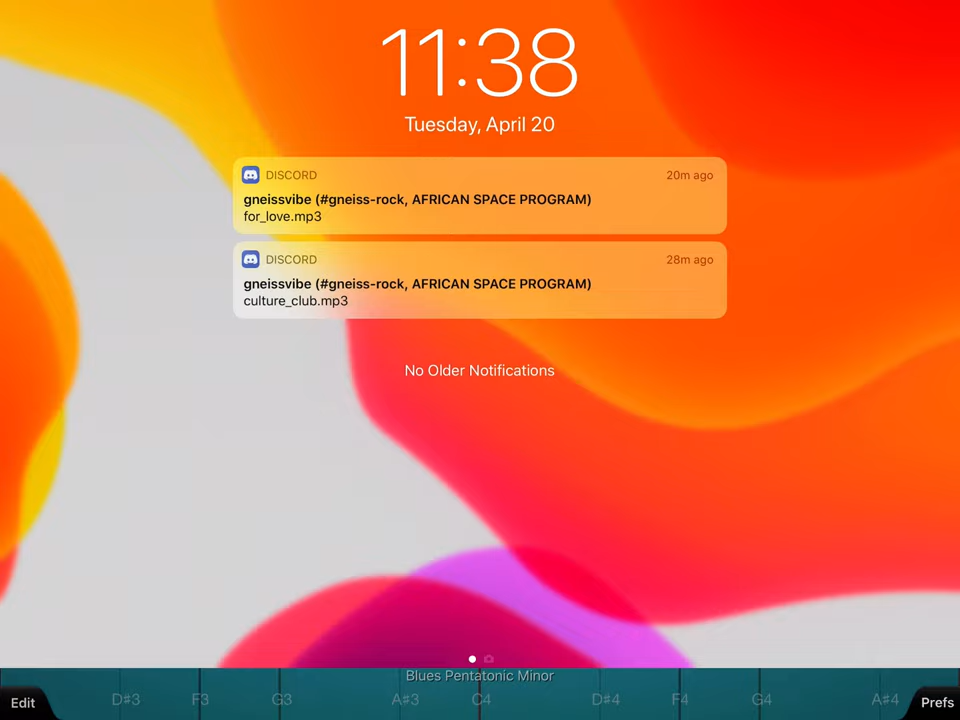 11:38
Tuesday, April 20
DISCORD 20m ago
gneissvibe (#gneiss-rock, AFRICAN SPACE PROGRAM)
for_love.mp3
DISCORD 28m ago
gneissvibe (#gneiss-rock, AFRICAN SPACE PROGRAM)
culture_club.mp3
No Older Notifications
Blues Pentatonic Minor
Edit D#3 F3 G3 A#3 C4 D#4 F4 G4 A#4 Prefs